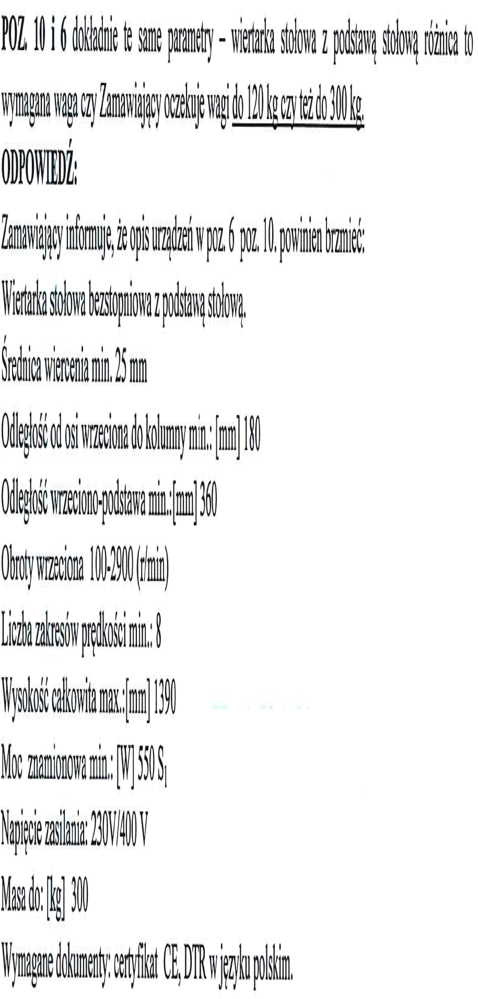 POZ. 10 i 6 dokładnie te same parametry – wiertarka stołowa z podstawą stołową różnica to
wymagana waga czy Zamawiający oczekuje wagi do 120 kg czy też do 300 kg.
ODPOWIEDŹ:
Zamawiający informuje, że opis urządzeń w poz. 6 poz. 10. powinien brzmieć:
Wiertarka stołowa bezstopniowa z podstawą stołową.
Średnica wiercenia min. 25 mm
Odległość od osi wrzeciona do kolumny min.: [mm] 180
Odległość wrzeciono-podstawa min.:[mm] 360
Obroty wrzeciona 100-2900 (r/min)
Liczba zakresów prędkości min.: 8
Wysokość całkowita max.:[mm] 1390
Moc znamionowa min.: [W] 550 S₁
Napięcie zasilania: 230V/400 V
Masa do: [kg] 300
Wymagane dokumenty: certyfikat CE, DTR w języku polskim.